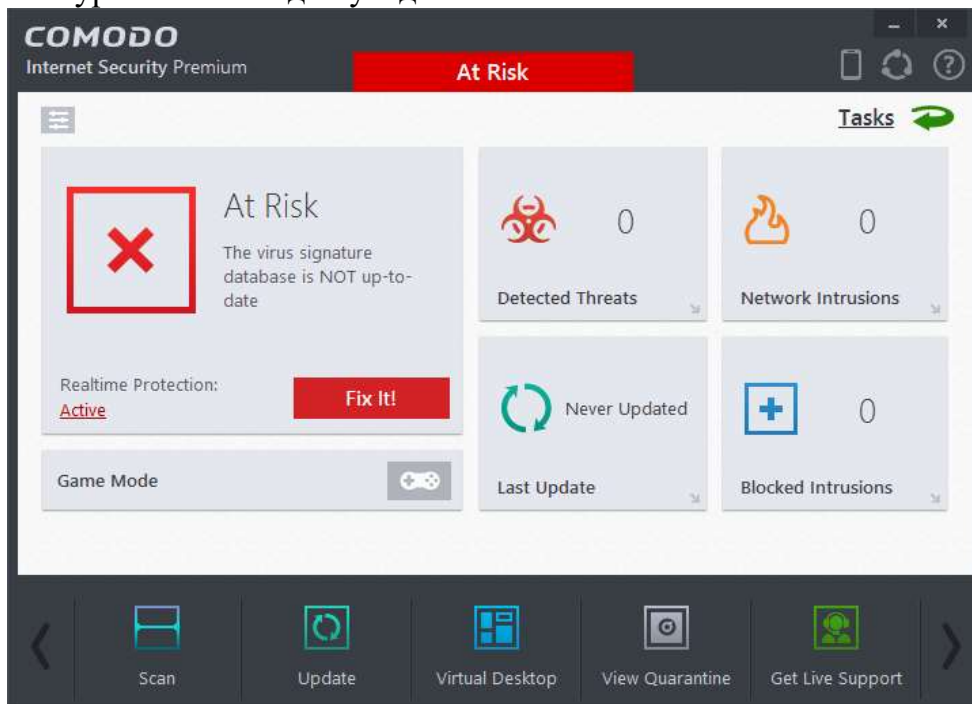 COMODO
Internet Security Premium
At Risk
Tasks
At Risk
The virus signature
database is NOT up-to-
date
Realtime Protection:
Active
Fix It!
Game Mode
0
Detected Threats
0
Network Intrusions
Never Updated
Last Update
0
Blocked Intrusions
Scan
Update
Virtual Desktop
View Quarantine
Get Live Support